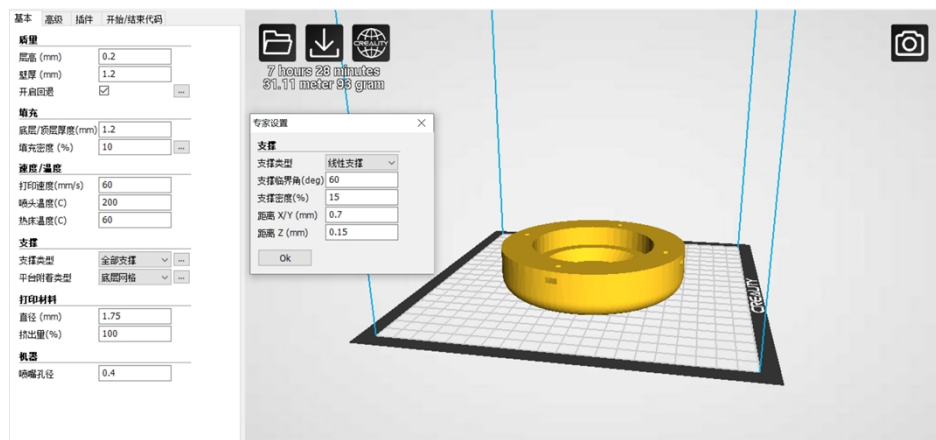 基本 高级 插件 开始/结束代码
质量
层高 (mm) 0.2
壁厚 (mm) 1.2
开启回退 ...
填充
底层/顶层厚度(mm) 1.2
填充密度 (%) 10 ...
速度/温度
打印速度(mm/s) 60
喷头温度(C) 200
热床温度(C) 60
支撑
支撑类型 全部支撑 ...
平台附着类型 底层网格 ...
打印材料
直径 (mm) 1.75
挤出量(%) 100
机器
喷嘴孔径 0.4
CREALITY
7 hours 28 minutes
31.11 meter 93 gram
专家设置
支撑
支撑类型 线性支撑
支撑临界角(deg) 60
支撑密度(%) 15
距离 X/Y (mm) 0.7
距离 Z (mm) 0.15
Ok
CREALITY